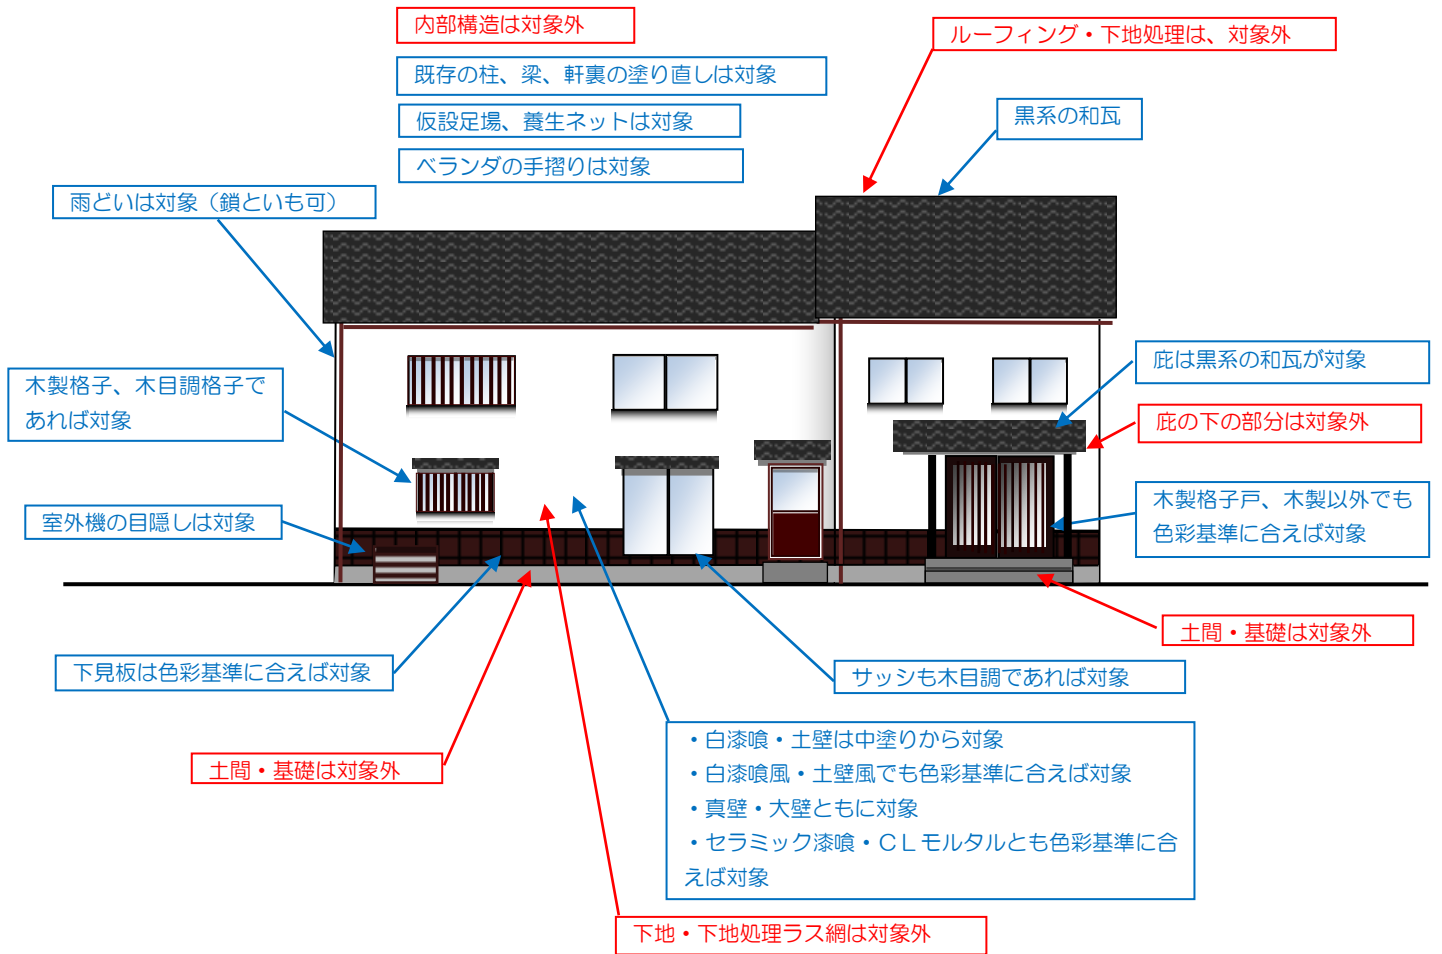 内部構造は対象外
ルーフィング・下地処理は、対象外
既存の柱、梁、軒裏の塗り直しは対象
黒系の和瓦
仮設足場、養生ネットは対象
ベランダの手摺りは対象
雨どいは対象（鎖といも可）
庇は黒系の和瓦が対象
木製格子、木目調格子で
あれば対象
庇の下の部分は対象外
木製格子戸、木製以外でも
色彩基準に合えば対象
室外機の目隠しは対象
土間・基礎は対象外
下見板は色彩基準に合えば対象
サッシも木目調であれば対象
土間・基礎は対象外
・白漆喰・土壁は中塗りから対象
・白漆喰風・土壁風でも色彩基準に合えば対象
・真壁・大壁ともに対象
・セラミック漆喰・ＣＬモルタルとも色彩基準に合
えば対象
下地・下地処理ラス網は対象外